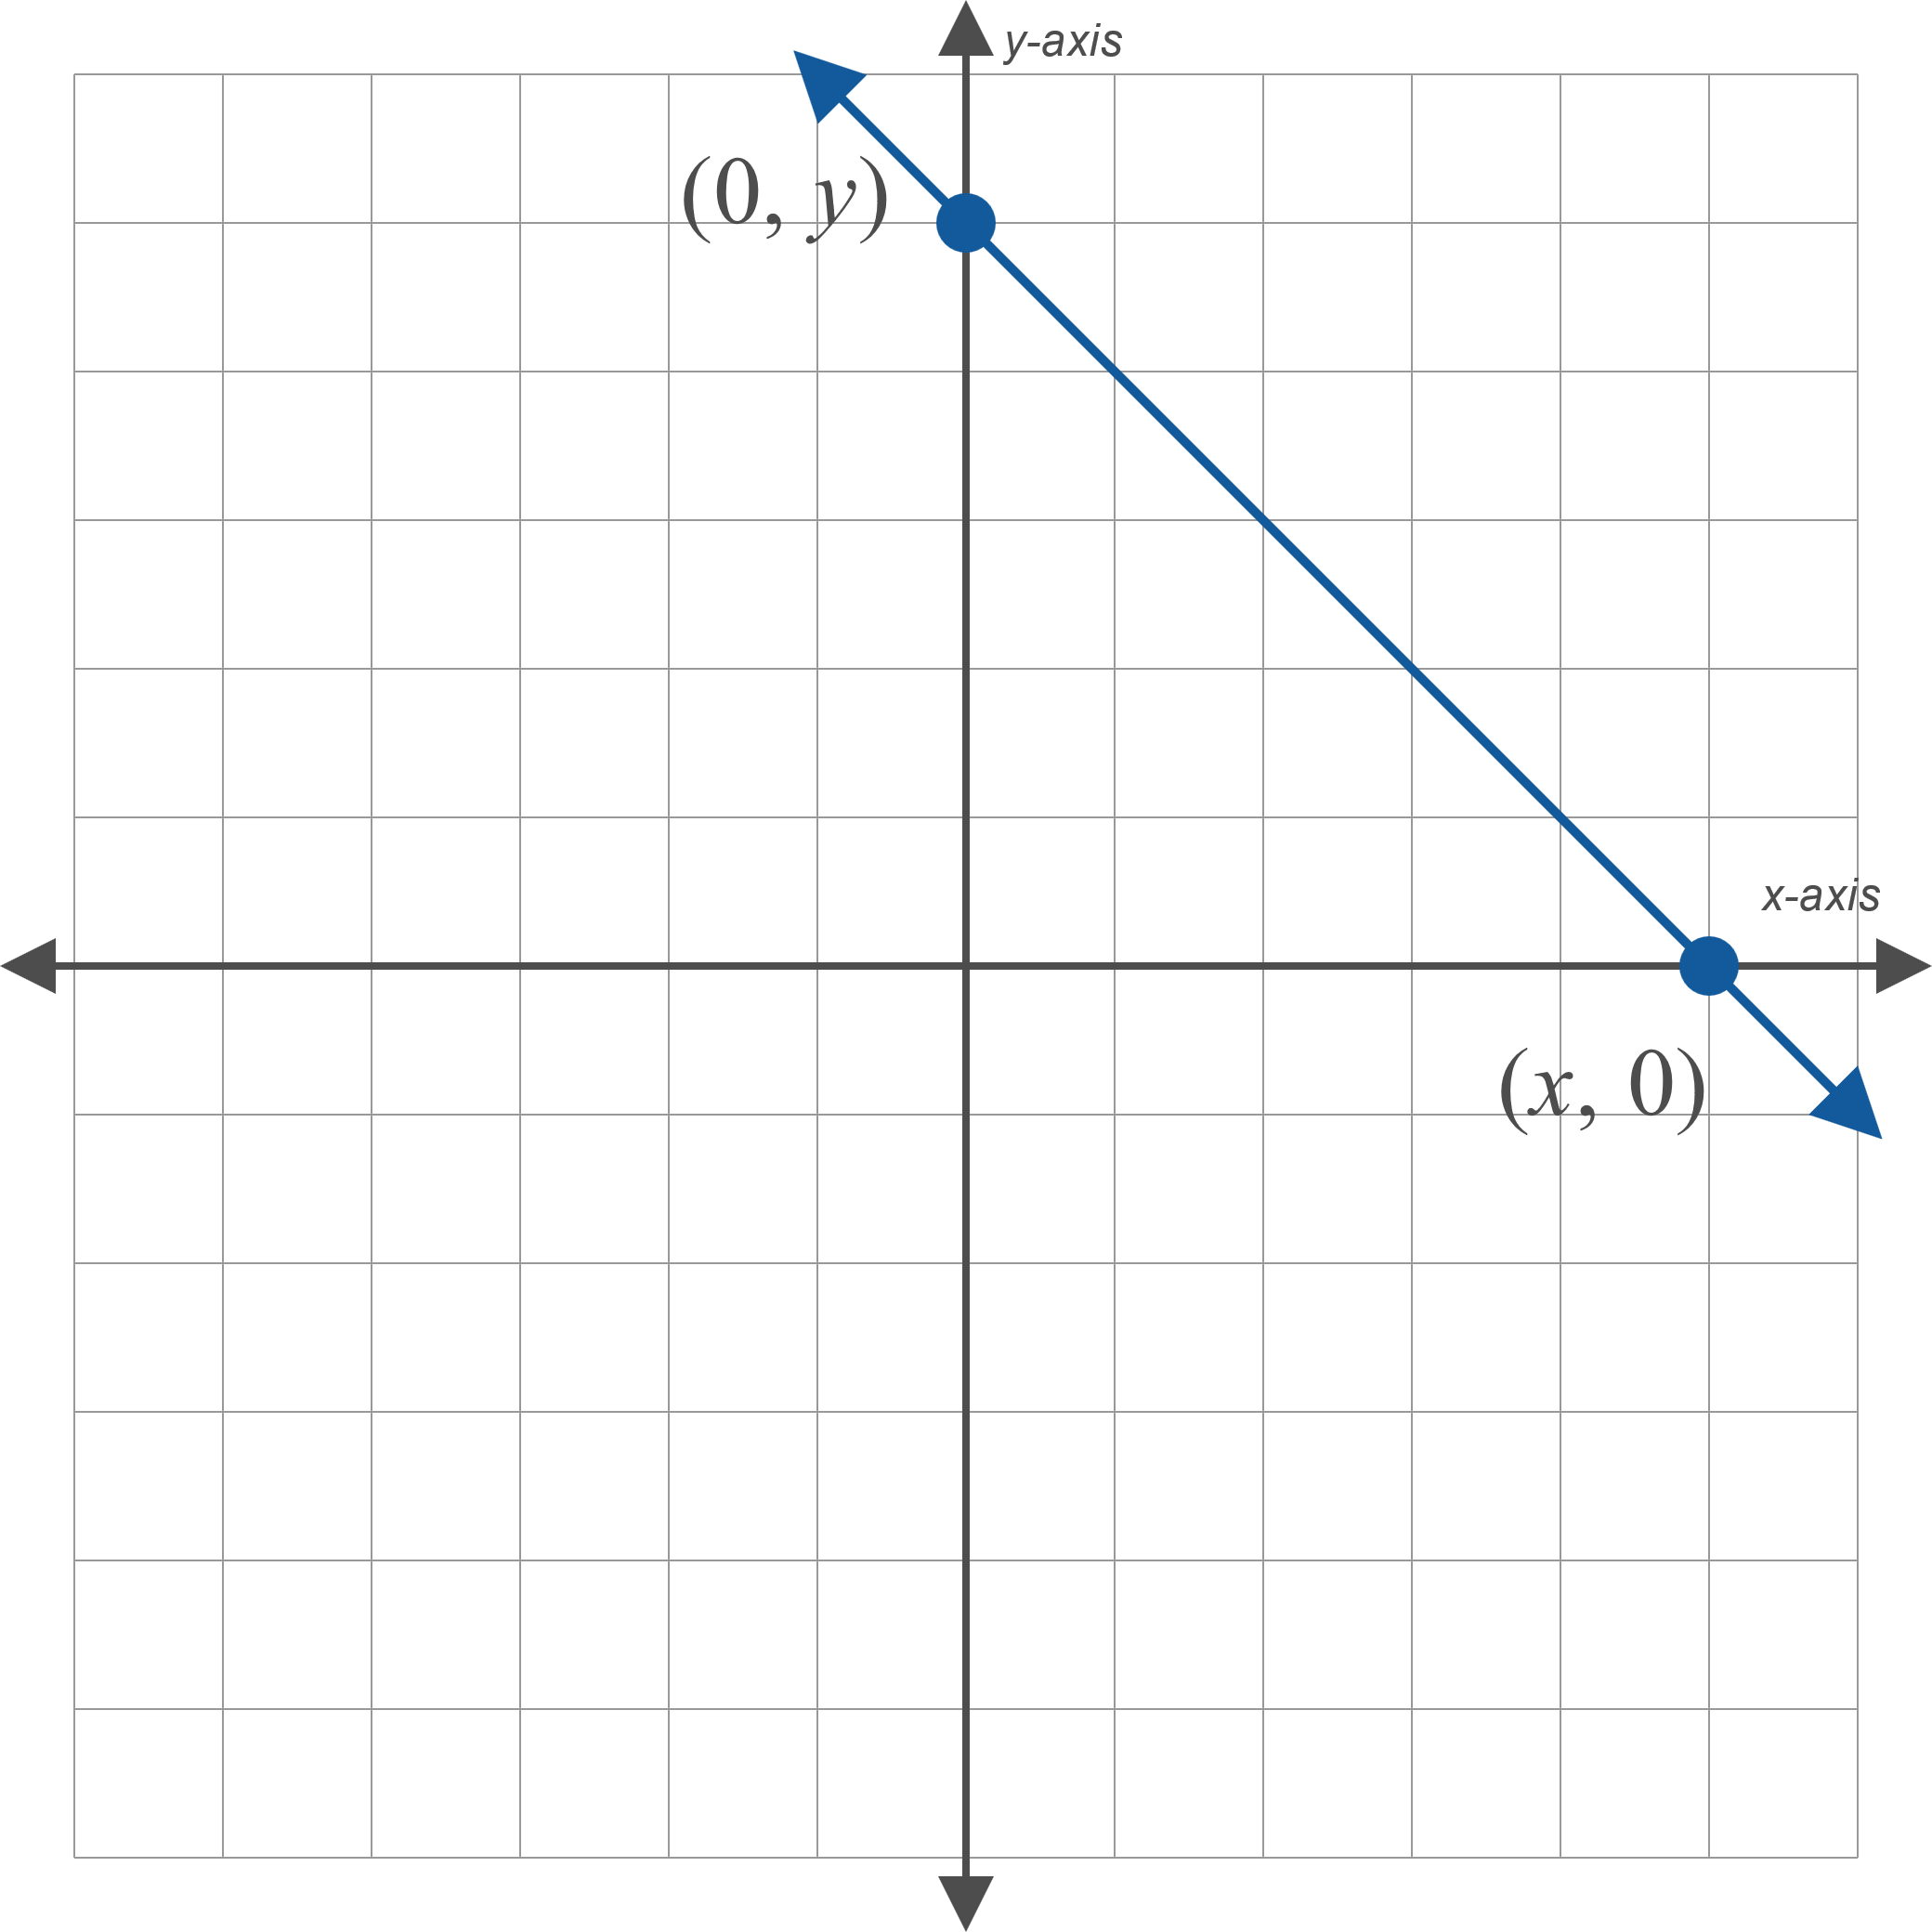 y-axis
(0, y)
x-axis
(x, 0)